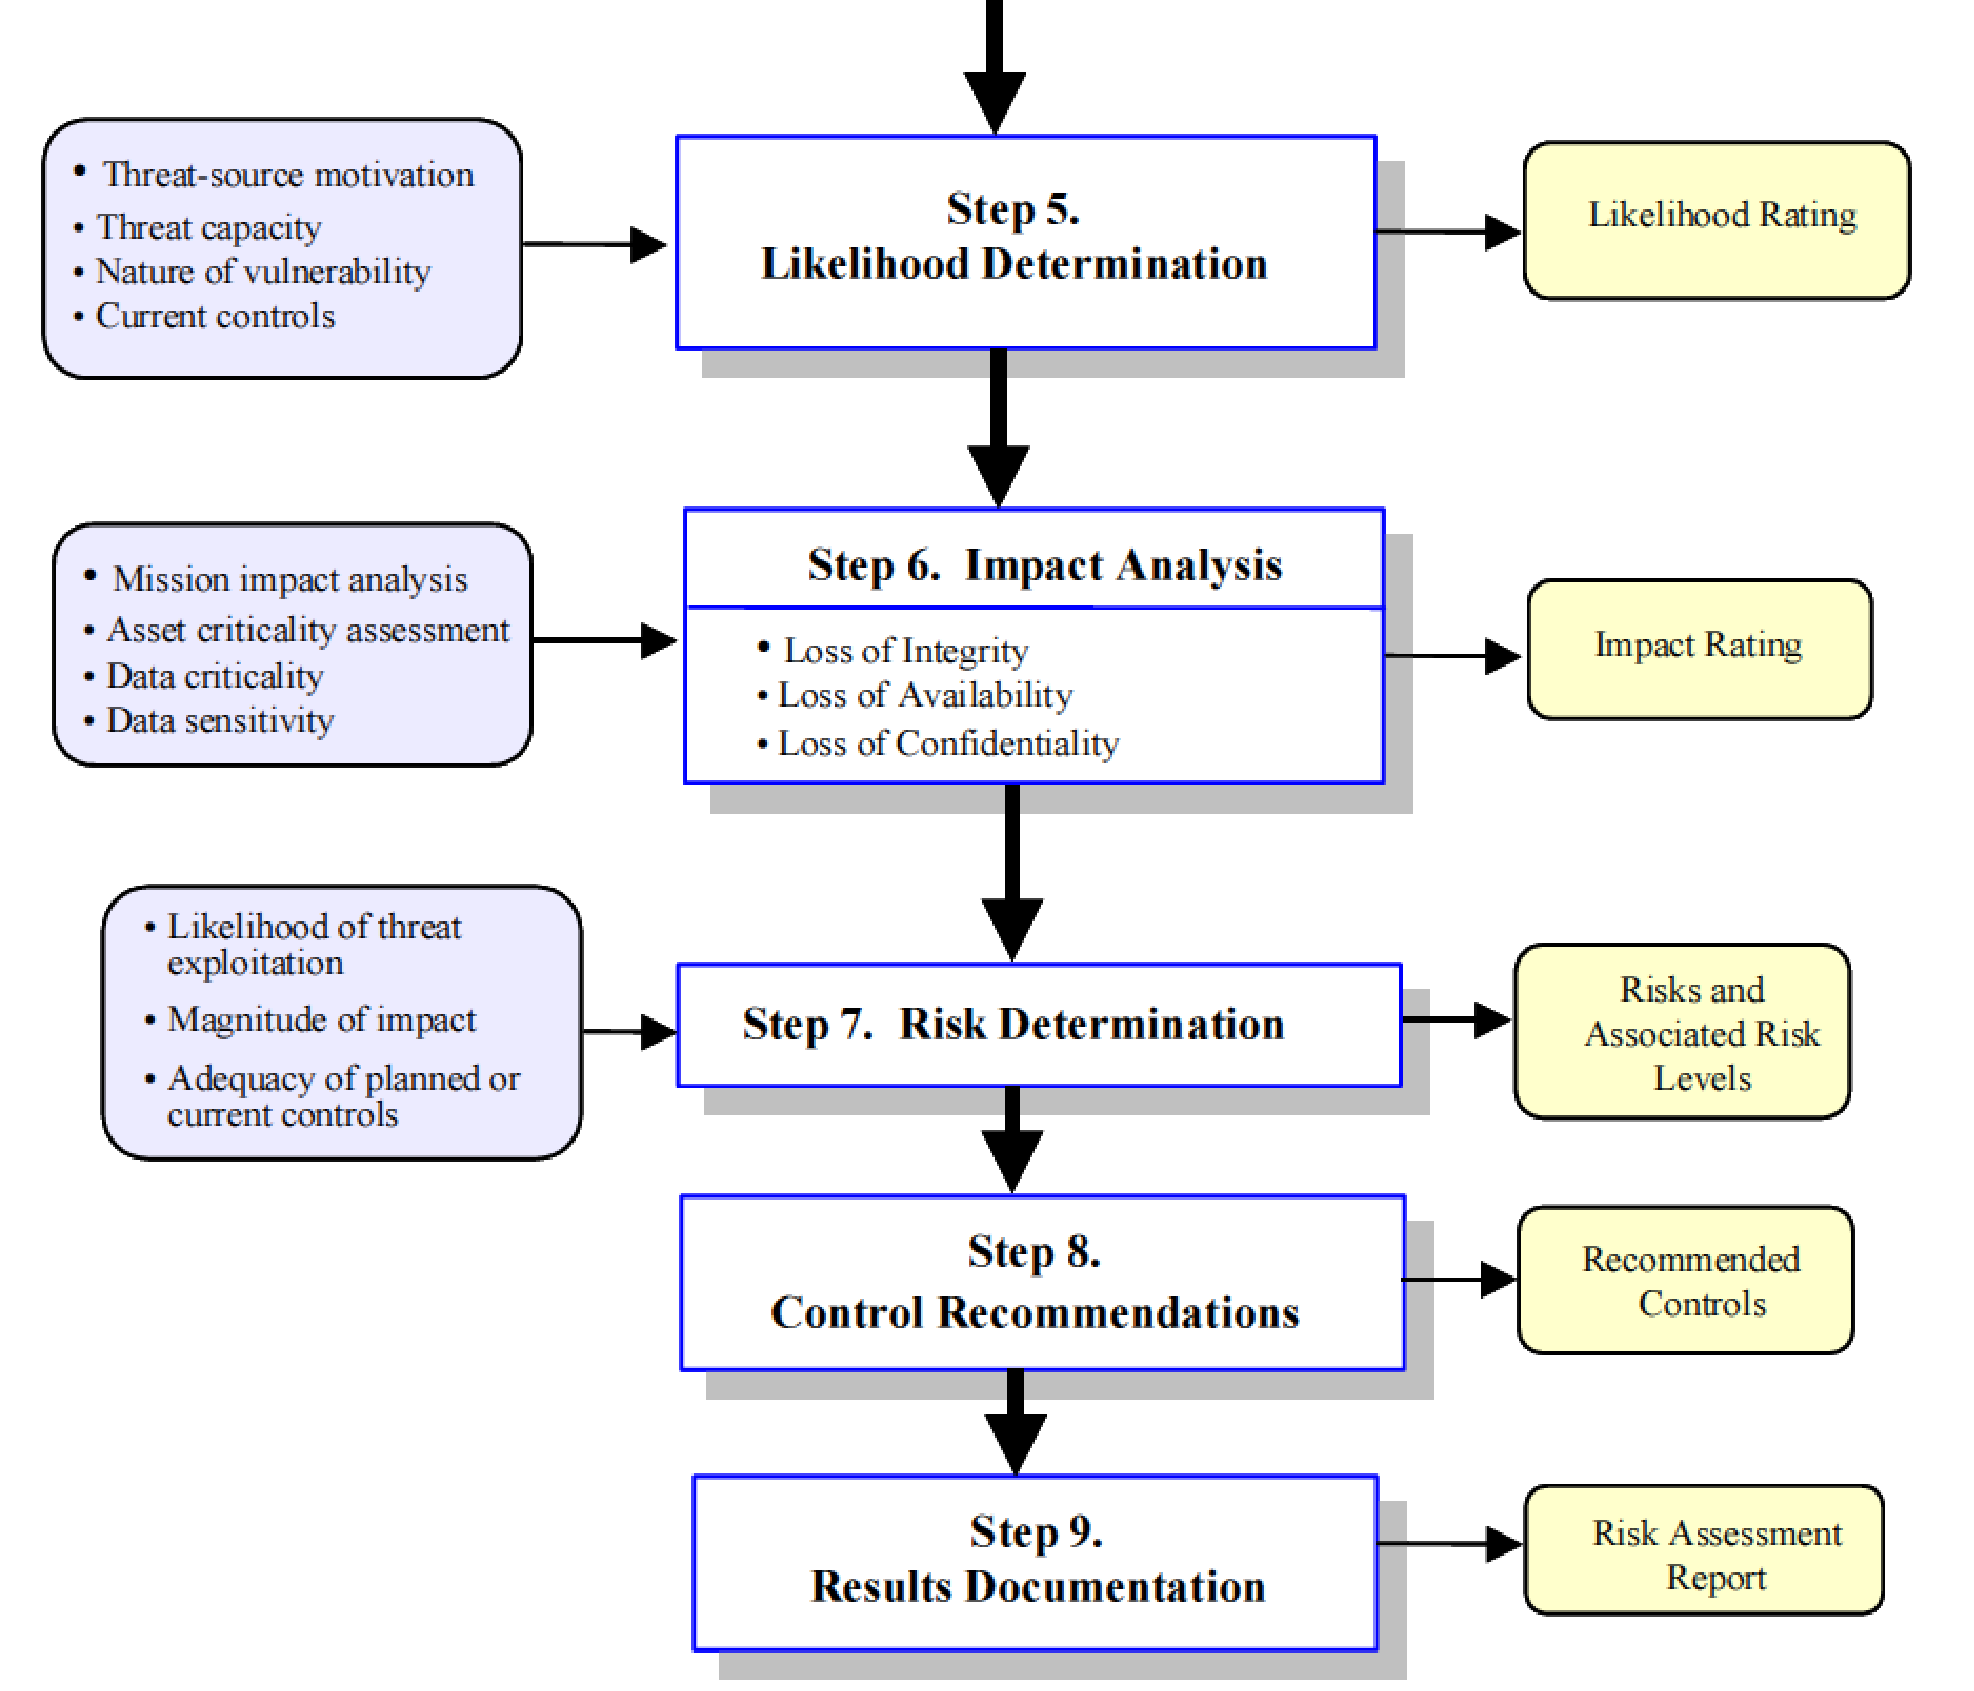 • Threat-source motivation
• Threat capacity
• Nature of vulnerability
• Current controls
Step 5.
Likelihood Determination
Likelihood Rating
• Mission impact analysis
• Asset criticality assessment
• Data criticality
• Data sensitivity
Step 6.  Impact Analysis
• Loss of Integrity
• Loss of Availability
• Loss of Confidentiality
Impact Rating
• Likelihood of threat
exploitation
• Magnitude of impact
• Adequacy of planned or
current controls
Step 7.  Risk Determination
Risks and
Associated Risk
Levels
Step 8.
Control Recommendations
Recommended
Controls
Step 9.
Results Documentation
Risk Assessment
Report